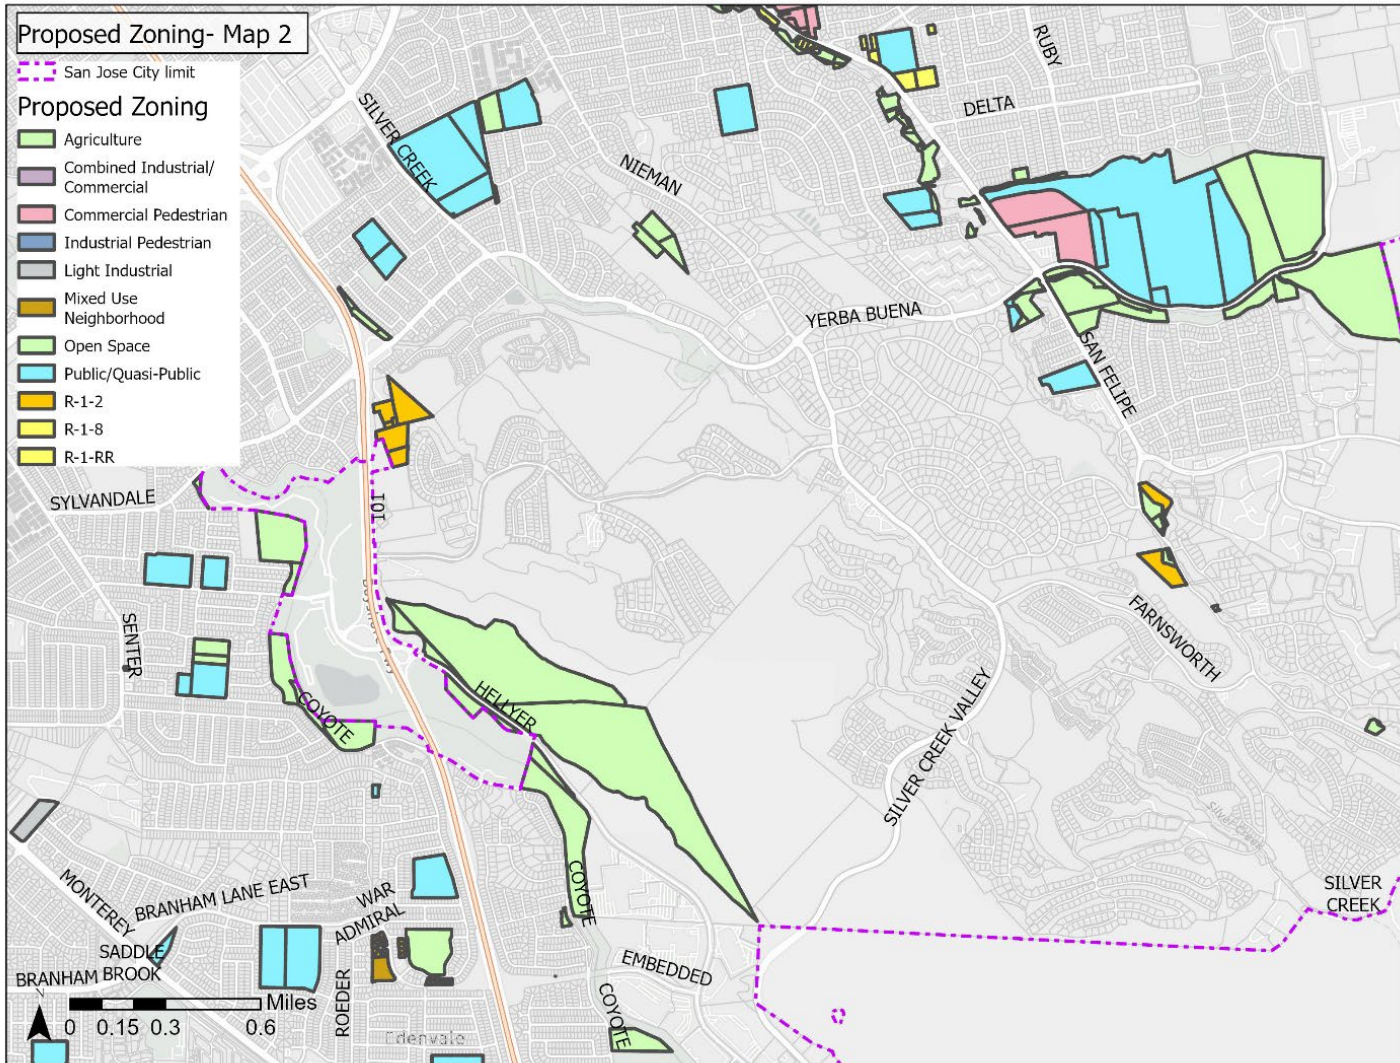 Proposed Zoning- Map 2
San Jose City limit
Proposed Zoning
Agriculture
Combined Industrial/
Commercial
Commercial Pedestrian
Industrial Pedestrian
Light Industrial
Mixed Use
Neighborhood
Open Space
Public/Quasi-Public
R-1-2
R-1-8
R-1-RR
SILVER CREEK
NIEMAN
RUBY
DELTA
YERBA BUENA
SAN FELIPE
SYLVANDALE
101
SENTER
COYOTE
HELLYER
FARNSWORTH
SILVER CREEK VALLEY
Silver Creek
SILVER
CREEK
MONTEREY
BRANHAM LANE EAST
WAR
ADMIRAL
COYOTE
SADDLE
BROOK
BRANHAM
ROEDER
EMBEDDED
COYOTE
Edenvale
N
Miles
0 0.15 0.3 0.6